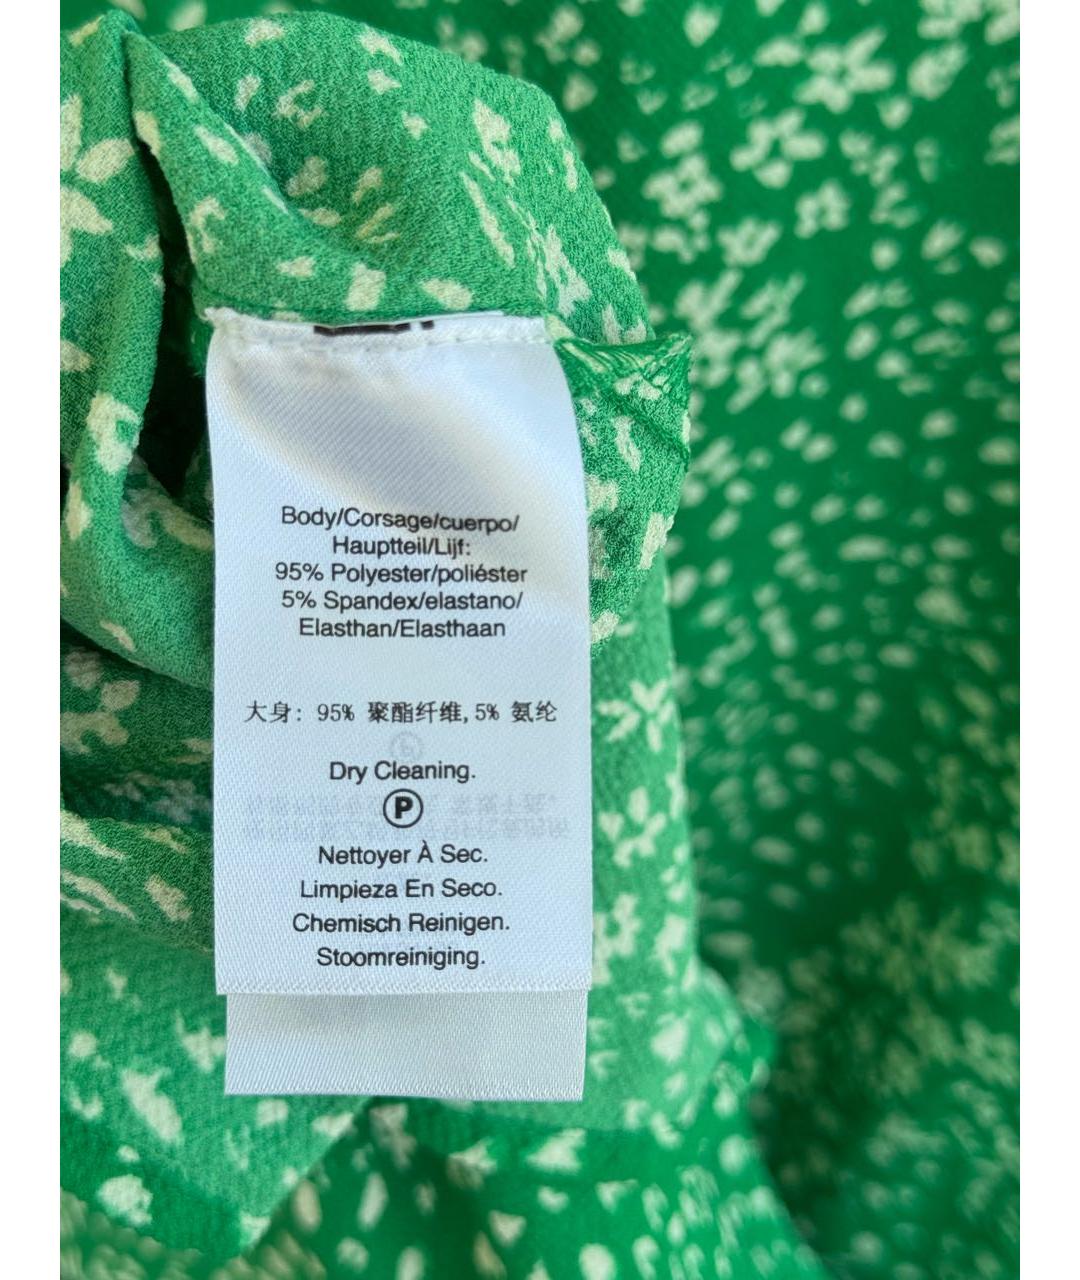 Body/Corsage/cuerpo/
Hauptteil/Lijf:
95% Polyester/poliéster
5% Spandex/elastano/
Elasthan/Elasthaan
大身: 95% 聚酯纤维,5% 氨纶
Dry Cleaning.
P
Nettoyer À Sec.
Limpieza En Seco.
Chemisch Reinigen.
Stoomreiniging.